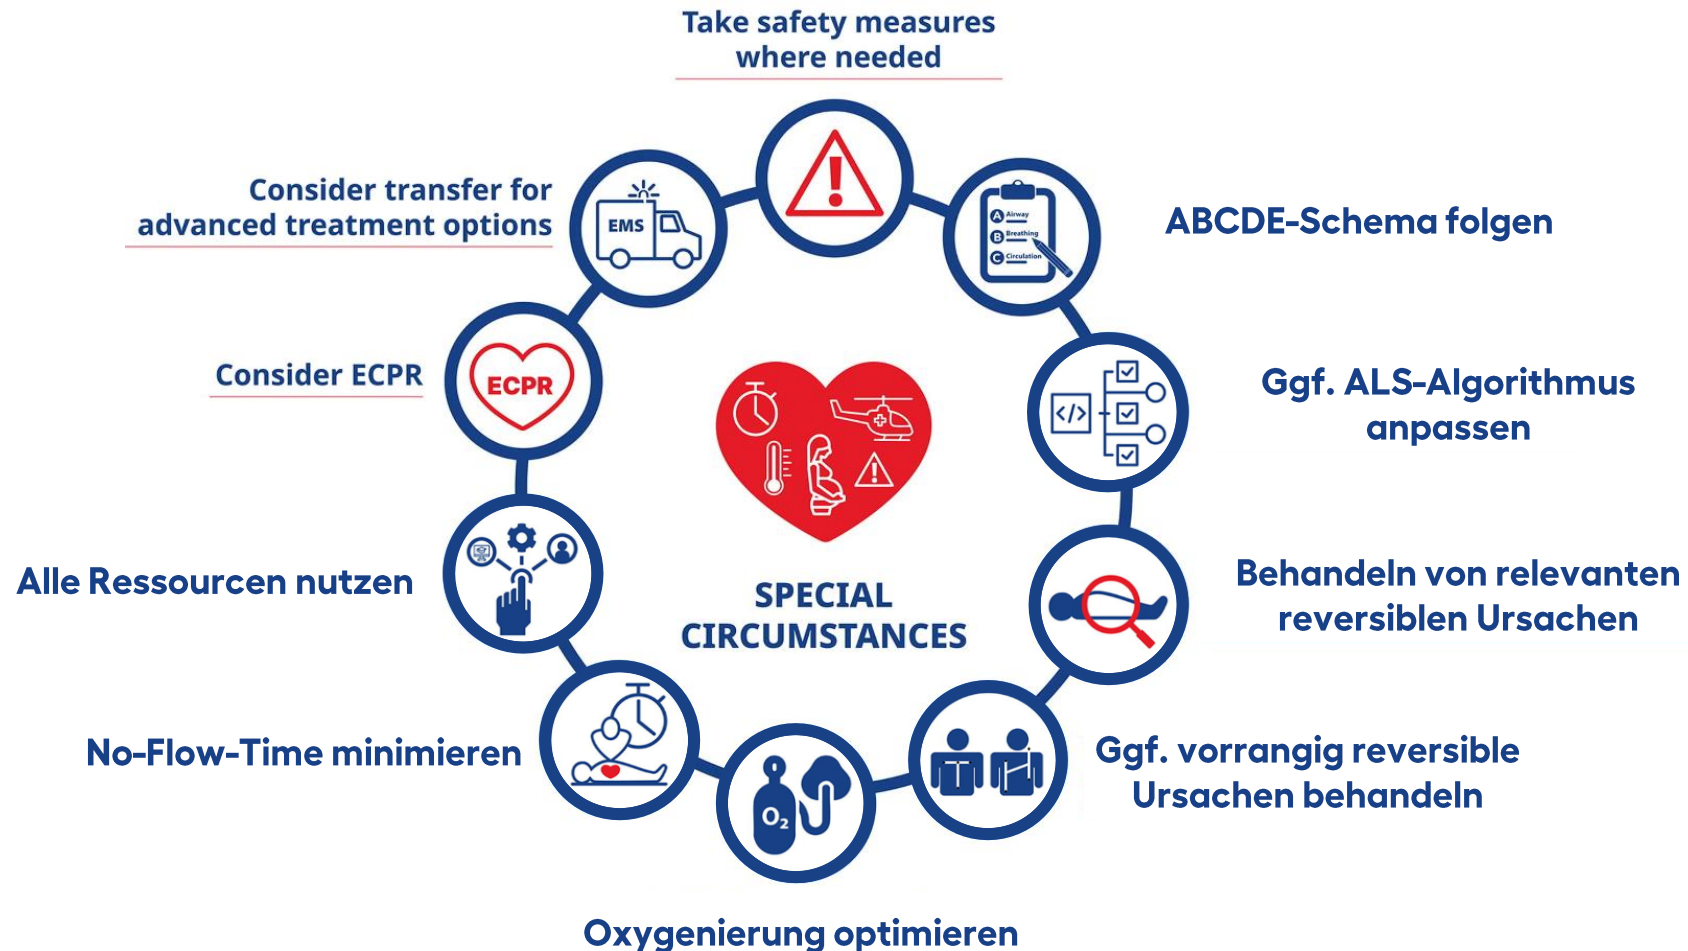 Take safety measures
where needed
Consider transfer for
advanced treatment options
EMS
A Airway
B Breathing
C Circulation
ABCDE-Schema folgen
Consider ECPR
ECPR
</>
Ggf. ALS-Algorithmus
anpassen
Alle Ressourcen nutzen
SPECIAL
CIRCUMSTANCES
Behandeln von relevanten
reversiblen Ursachen
No-Flow-Time minimieren
O₂
Ggf. vorrangig reversible
Ursachen behandeln
Oxygenierung optimieren